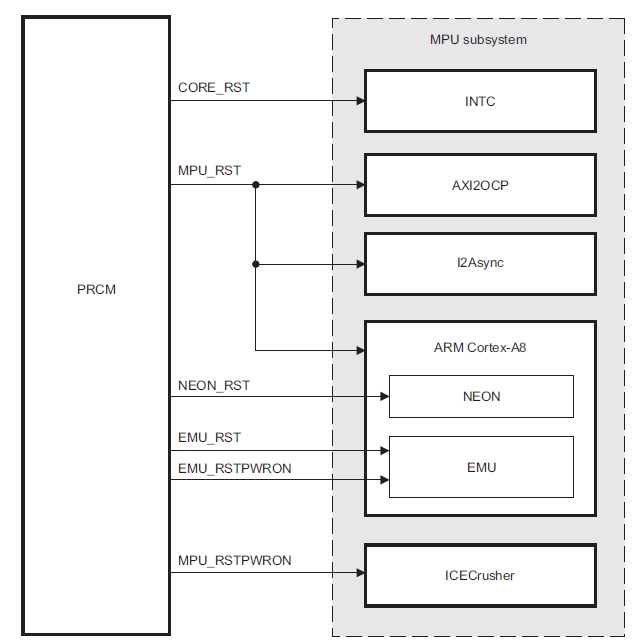 MPU subsystem
CORE_RST
INTC
MPU_RST
AXI2OCP
I2Async
PRCM
ARM Cortex-A8
NEON_RST
NEON
EMU_RST
EMU_RSTPWRON
EMU
MPU_RSTPWRON
ICECrusher